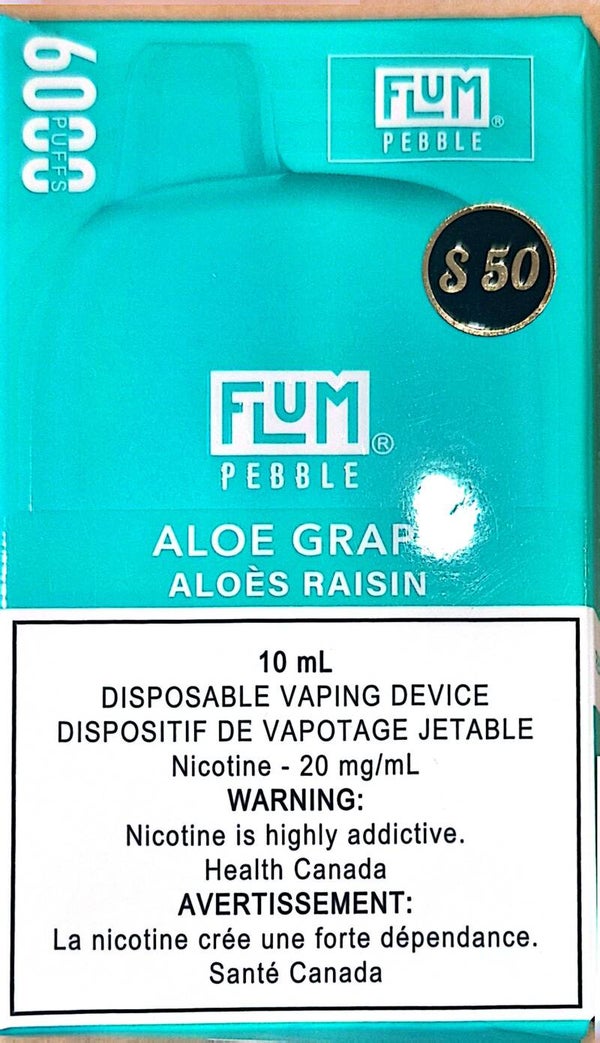 6000
PUFFS
FLUM®
PEBBLE
S 50
FLUM®
PEBBLE
ALOE
ALOÈS RAISIN
10 mL
DISPOSABLE VAPING DEVICE
DISPOSITIF DE VAPOTAGE JETABLE
Nicotine - 20 mg/mL
WARNING:
Nicotine is highly addictive.
Health Canada
AVERTISSEMENT:
La nicotine crée une forte dépendance.
Santé Canada